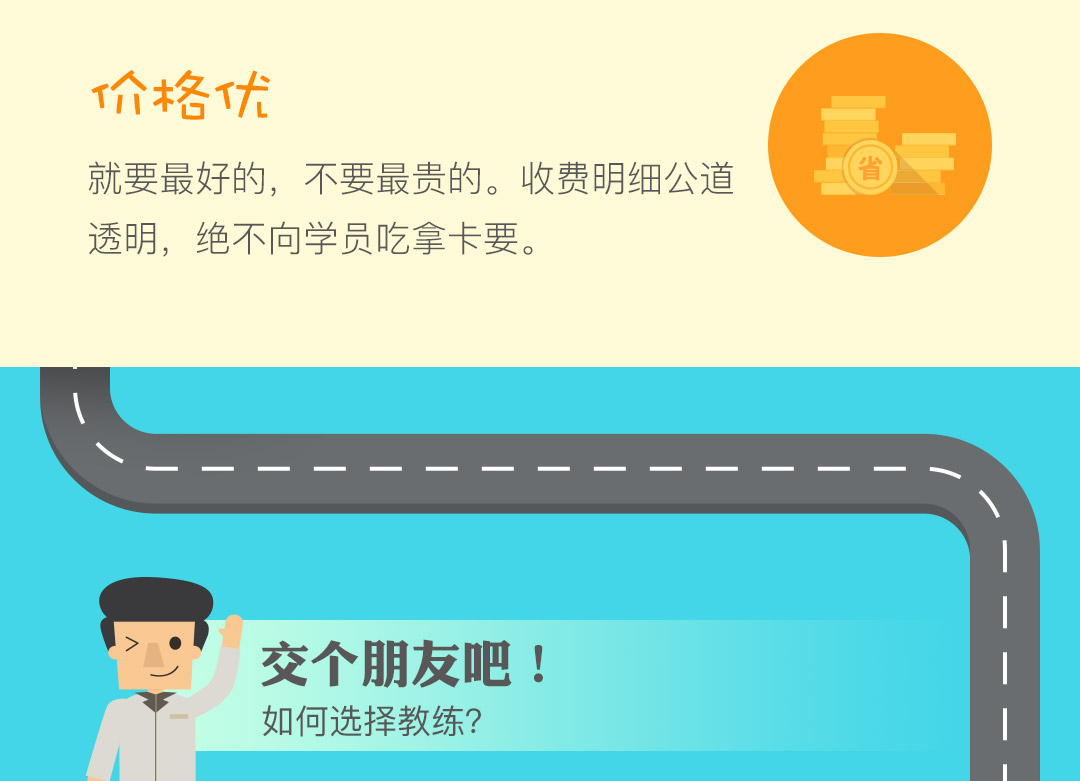 价格优
就要最好的，不要最贵的。收费明细公道
透明，绝不向学员吃拿卡要。
省
交个朋友吧！
如何选择教练?